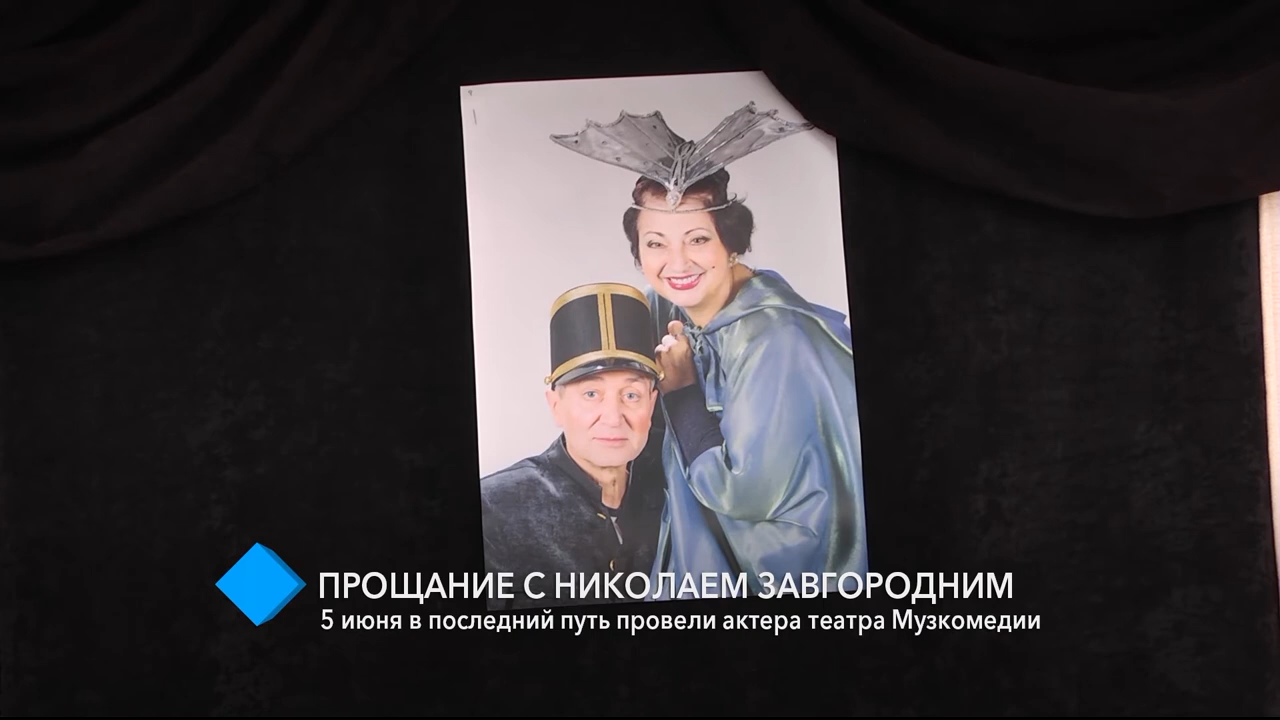 ПРОЩАНИЕ С НИКОЛАЕМ ЗАВГОРОДНИМ
5 июня в последний путь провели актера театра Музкомедии